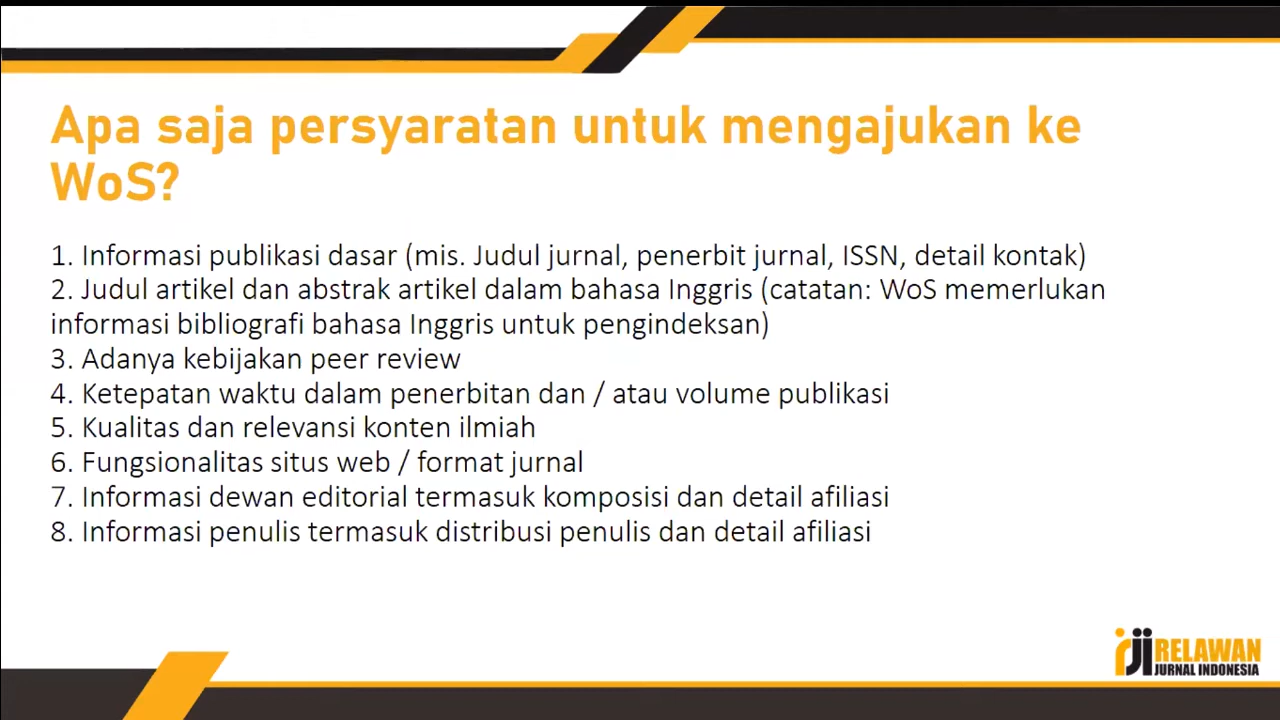 Apa saja persyaratan untuk mengajukan ke
WoS?
1. Informasi publikasi dasar (mis. Judul jurnal, penerbit jurnal, ISSN, detail kontak)
2. Judul artikel dan abstrak artikel dalam bahasa Inggris (catatan: WoS memerlukan
informasi bibliografi bahasa Inggris untuk pengindeksan)
3. Adanya kebijakan peer review
4. Ketepatan waktu dalam penerbitan dan / atau volume publikasi
5. Kualitas dan relevansi konten ilmiah
6. Fungsionalitas situs web / format jurnal
7. Informasi dewan editorial termasuk komposisi dan detail afiliasi
8. Informasi penulis termasuk distribusi penulis dan detail afiliasi
RELAWAN
JURNAL INDONESIA